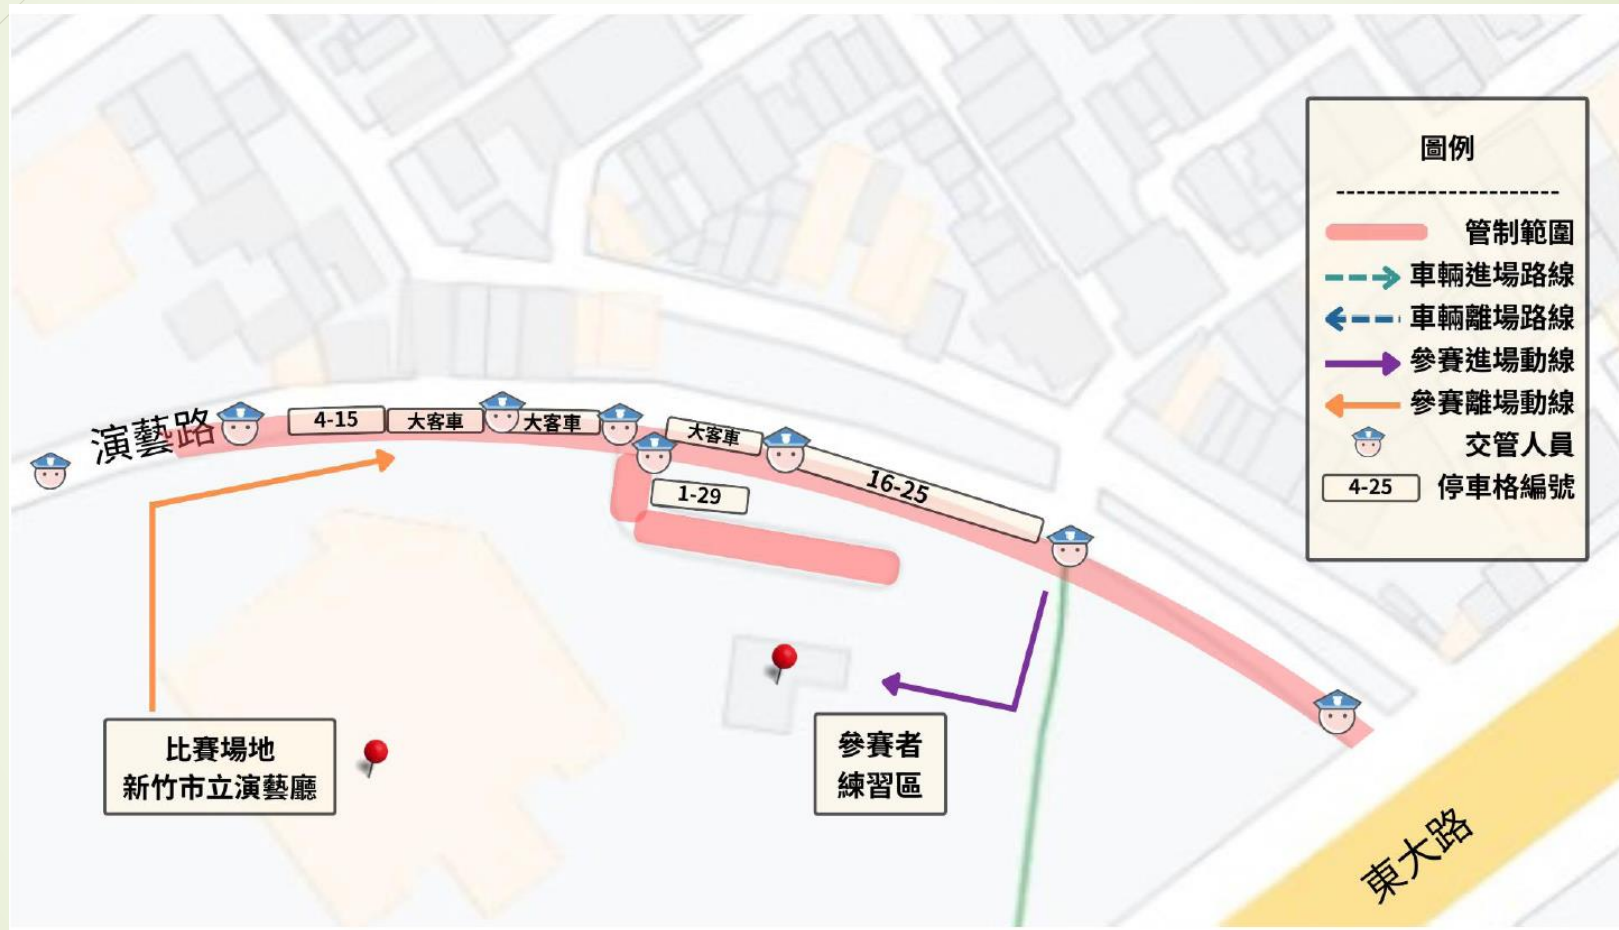 圖例
----------------------
管制範圍
車輛進場路線
車輛離場路線
參賽進場動線
參賽離場動線
交管人員
4-25 停車格編號
演藝路
4-15
大客車
大客車
大客車
16-25
1-29
比賽場地
新竹市立演藝廳
參賽者
練習區
東大路